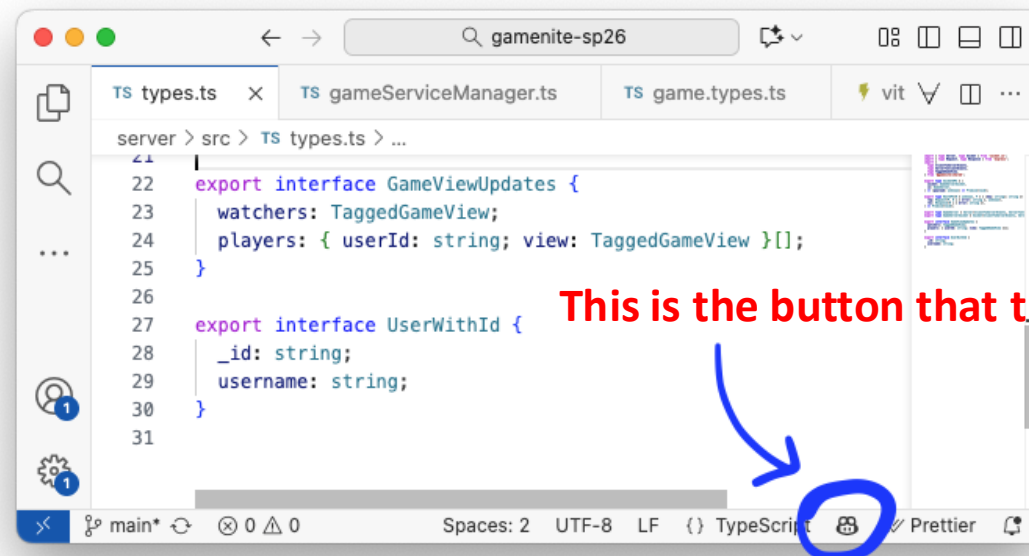 gamenite-sp26
TS types.ts × TS gameServiceManager.ts TS game.types.ts vit
server > src > TS types.ts > ...
21
22 export interface GameViewUpdates {
23 watchers: TaggedGameView;
24 players: { userId: string; view: TaggedGameView }[];
25 }
26
This is the button that t
27 export interface UserWithId {
28 _id: string;
29 username: string;
30 }
31
1
1
main* 0 0 Spaces: 2 UTF-8 LF {} TypeScript Prettier